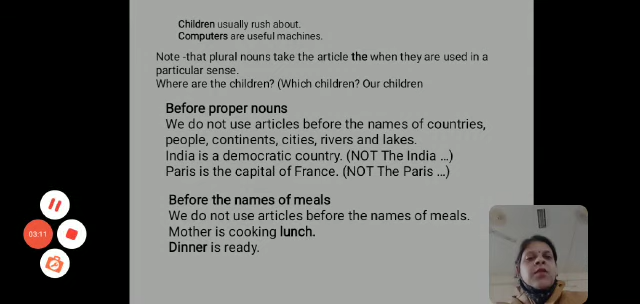 Children usually rush about.
Computers are useful machines.
Note -that plural nouns take the article the when they are used in a
particular sense.
Where are the children? (Which children? Our children
Before proper nouns
We do not use articles before the names of countries,
people, continents, cities, rivers and lakes.
India is a democratic country. (NOT The India ...)
Paris is the capital of France. (NOT The Paris ...)
Before the names of meals
We do not use articles before the names of meals.
Mother is cooking lunch.
Dinner is ready.
03:11